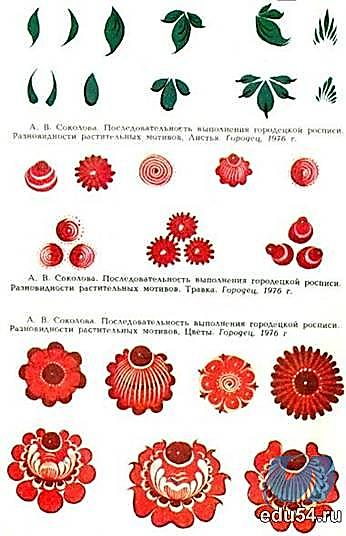 А. В. Соколова. Последовательность выполнения городецкой росписи.
Разновидности растительных мотивов, Листья. Городец, 1976 г.
А. В. Соколова. Последовательность выполнения городецкой росписи.
Разновидности растительных мотивов. Травка. Городец, 1976 г.
А. В. Соколова. Последовательность выполнения городецкой росписи.
Разновидности растительных мотивов, Цветы. Городец, 1976 г
edu54.ru